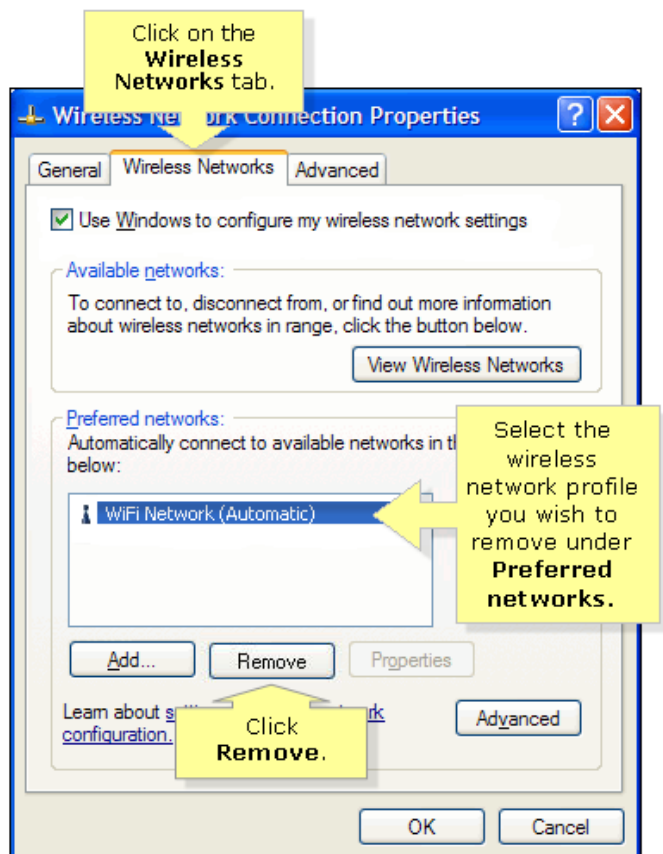 Click on the
Wireless
Networks tab.
Wireless Network Connection Properties
General
Wireless Networks
Advanced
Use Windows to configure my wireless network settings
Available networks:
To connect to, disconnect from, or find out more information
about wireless networks in range, click the button below.
View Wireless Networks
Preferred networks:
Automatically connect to available networks in
below:
WiFi Network (Automatic)
Select the
wireless
network profile
you wish to
remove under
Preferred
networks.
Add...
Remove
Properties
Learn about
configuration.
Advanced
Click
Remove.
OK
Cancel